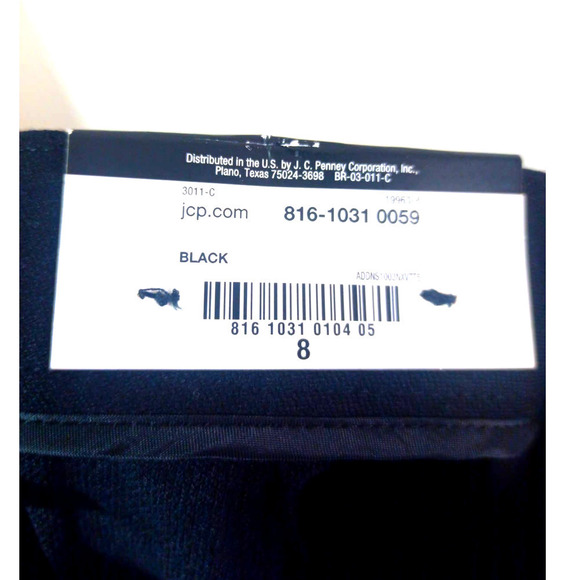 Distributed in the U.S. by J. C. Penney Corporation, Inc.,
Plano, Texas 75024-3698 BR-03-011-C
3011-C
jcp.com 816-1031 0059
BLACK
816 1031 0104 05
8